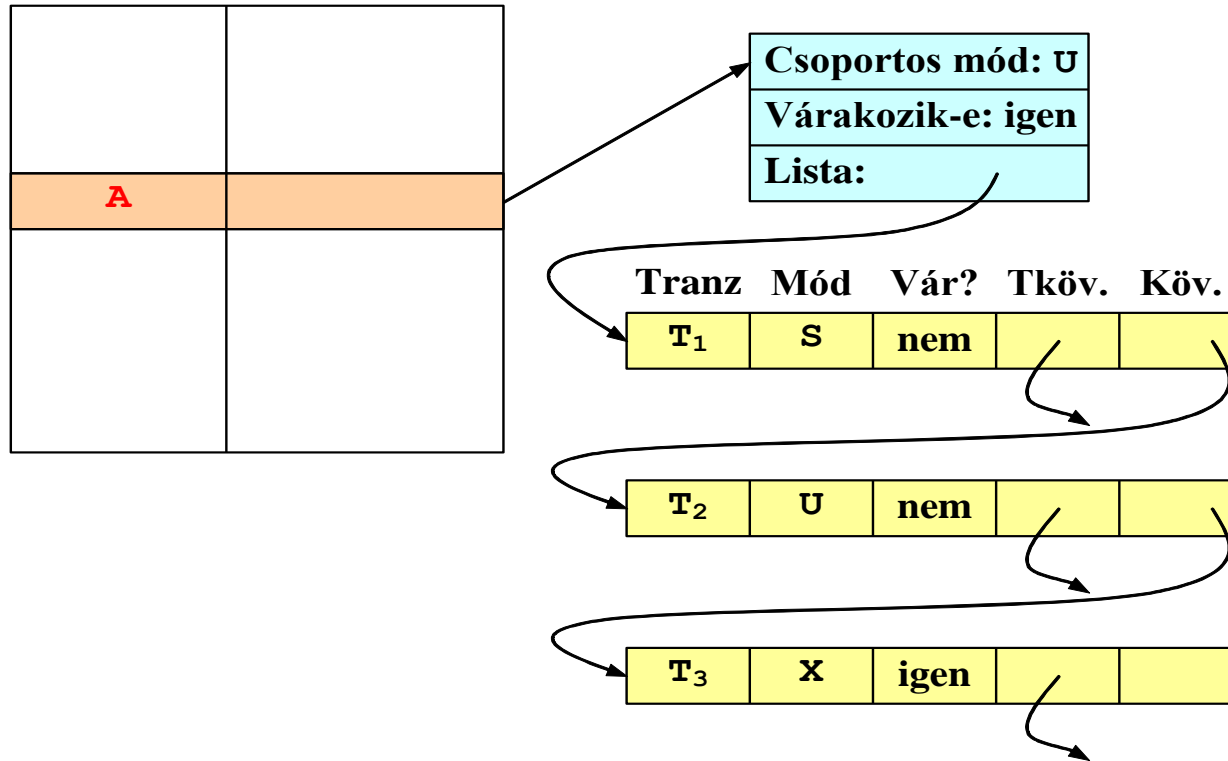 Csoportos mód: U
Várakozik-e: igen
Lista:
A
Tranz Mód Vár? Tköv. Köv.
T₁ S nem
T₂ U nem
T₃ X igen